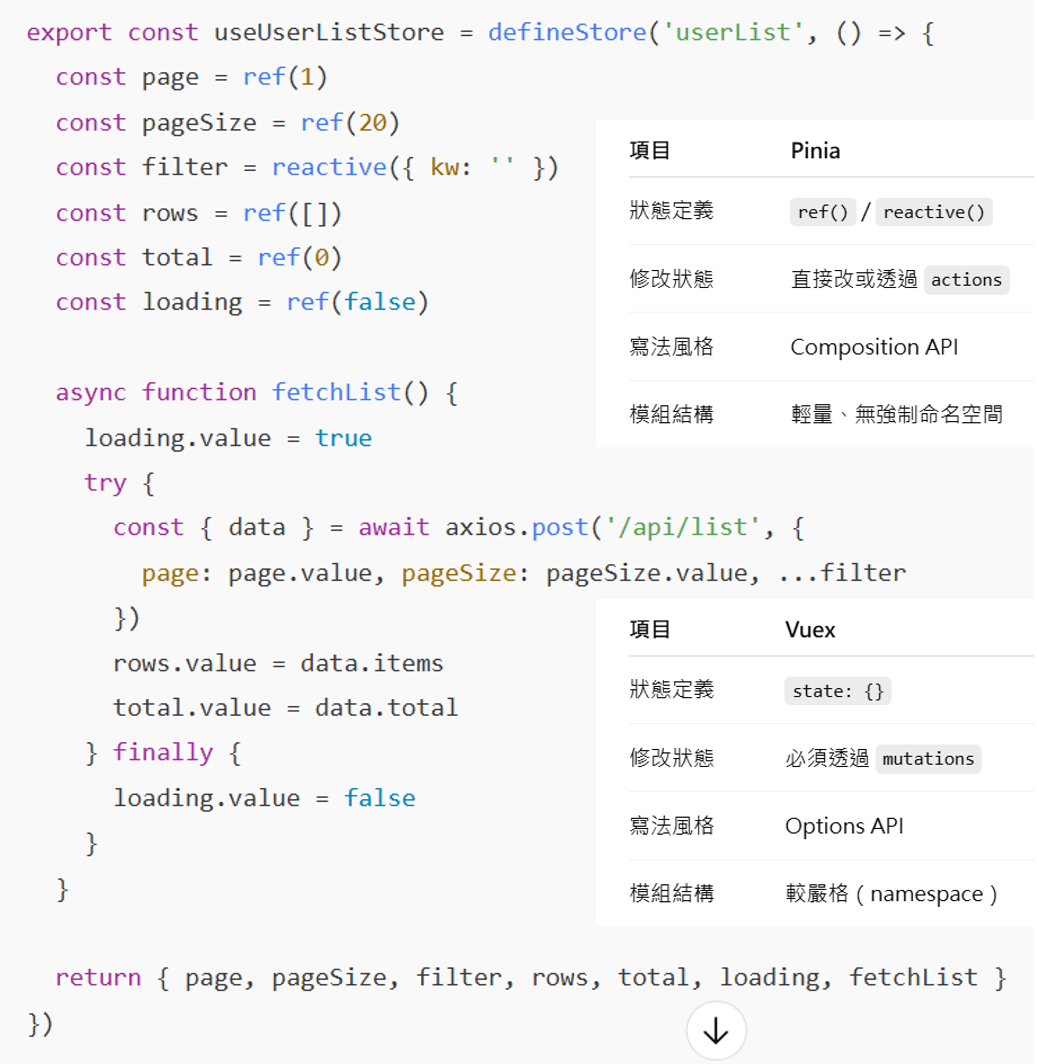 export const useUserListStore = defineStore('userList', () => {
  const page = ref(1)
  const pageSize = ref(20)
  const filter = reactive({ kw: '' })
  const rows = ref([])
  const total = ref(0)
  const loading = ref(false)

  async function fetchList() {
    loading.value = true
    try {
      const { data } = await axios.post('/api/list', {
        page: page.value, pageSize: pageSize.value, ...filter
      })
      rows.value = data.items
      total.value = data.total
    } finally {
      loading.value = false
    }
  }

  return { page, pageSize, filter, rows, total, loading, fetchList }
})
項目 Pinia
狀態定義 ref() / reactive()
修改狀態 直接改或透過 actions
寫法風格 Composition API
模組結構 輕量、無強制命名空間
項目 Vuex
狀態定義 state: {}
修改狀態 必須透過 mutations
寫法風格 Options API
模組結構 較嚴格（namespace）